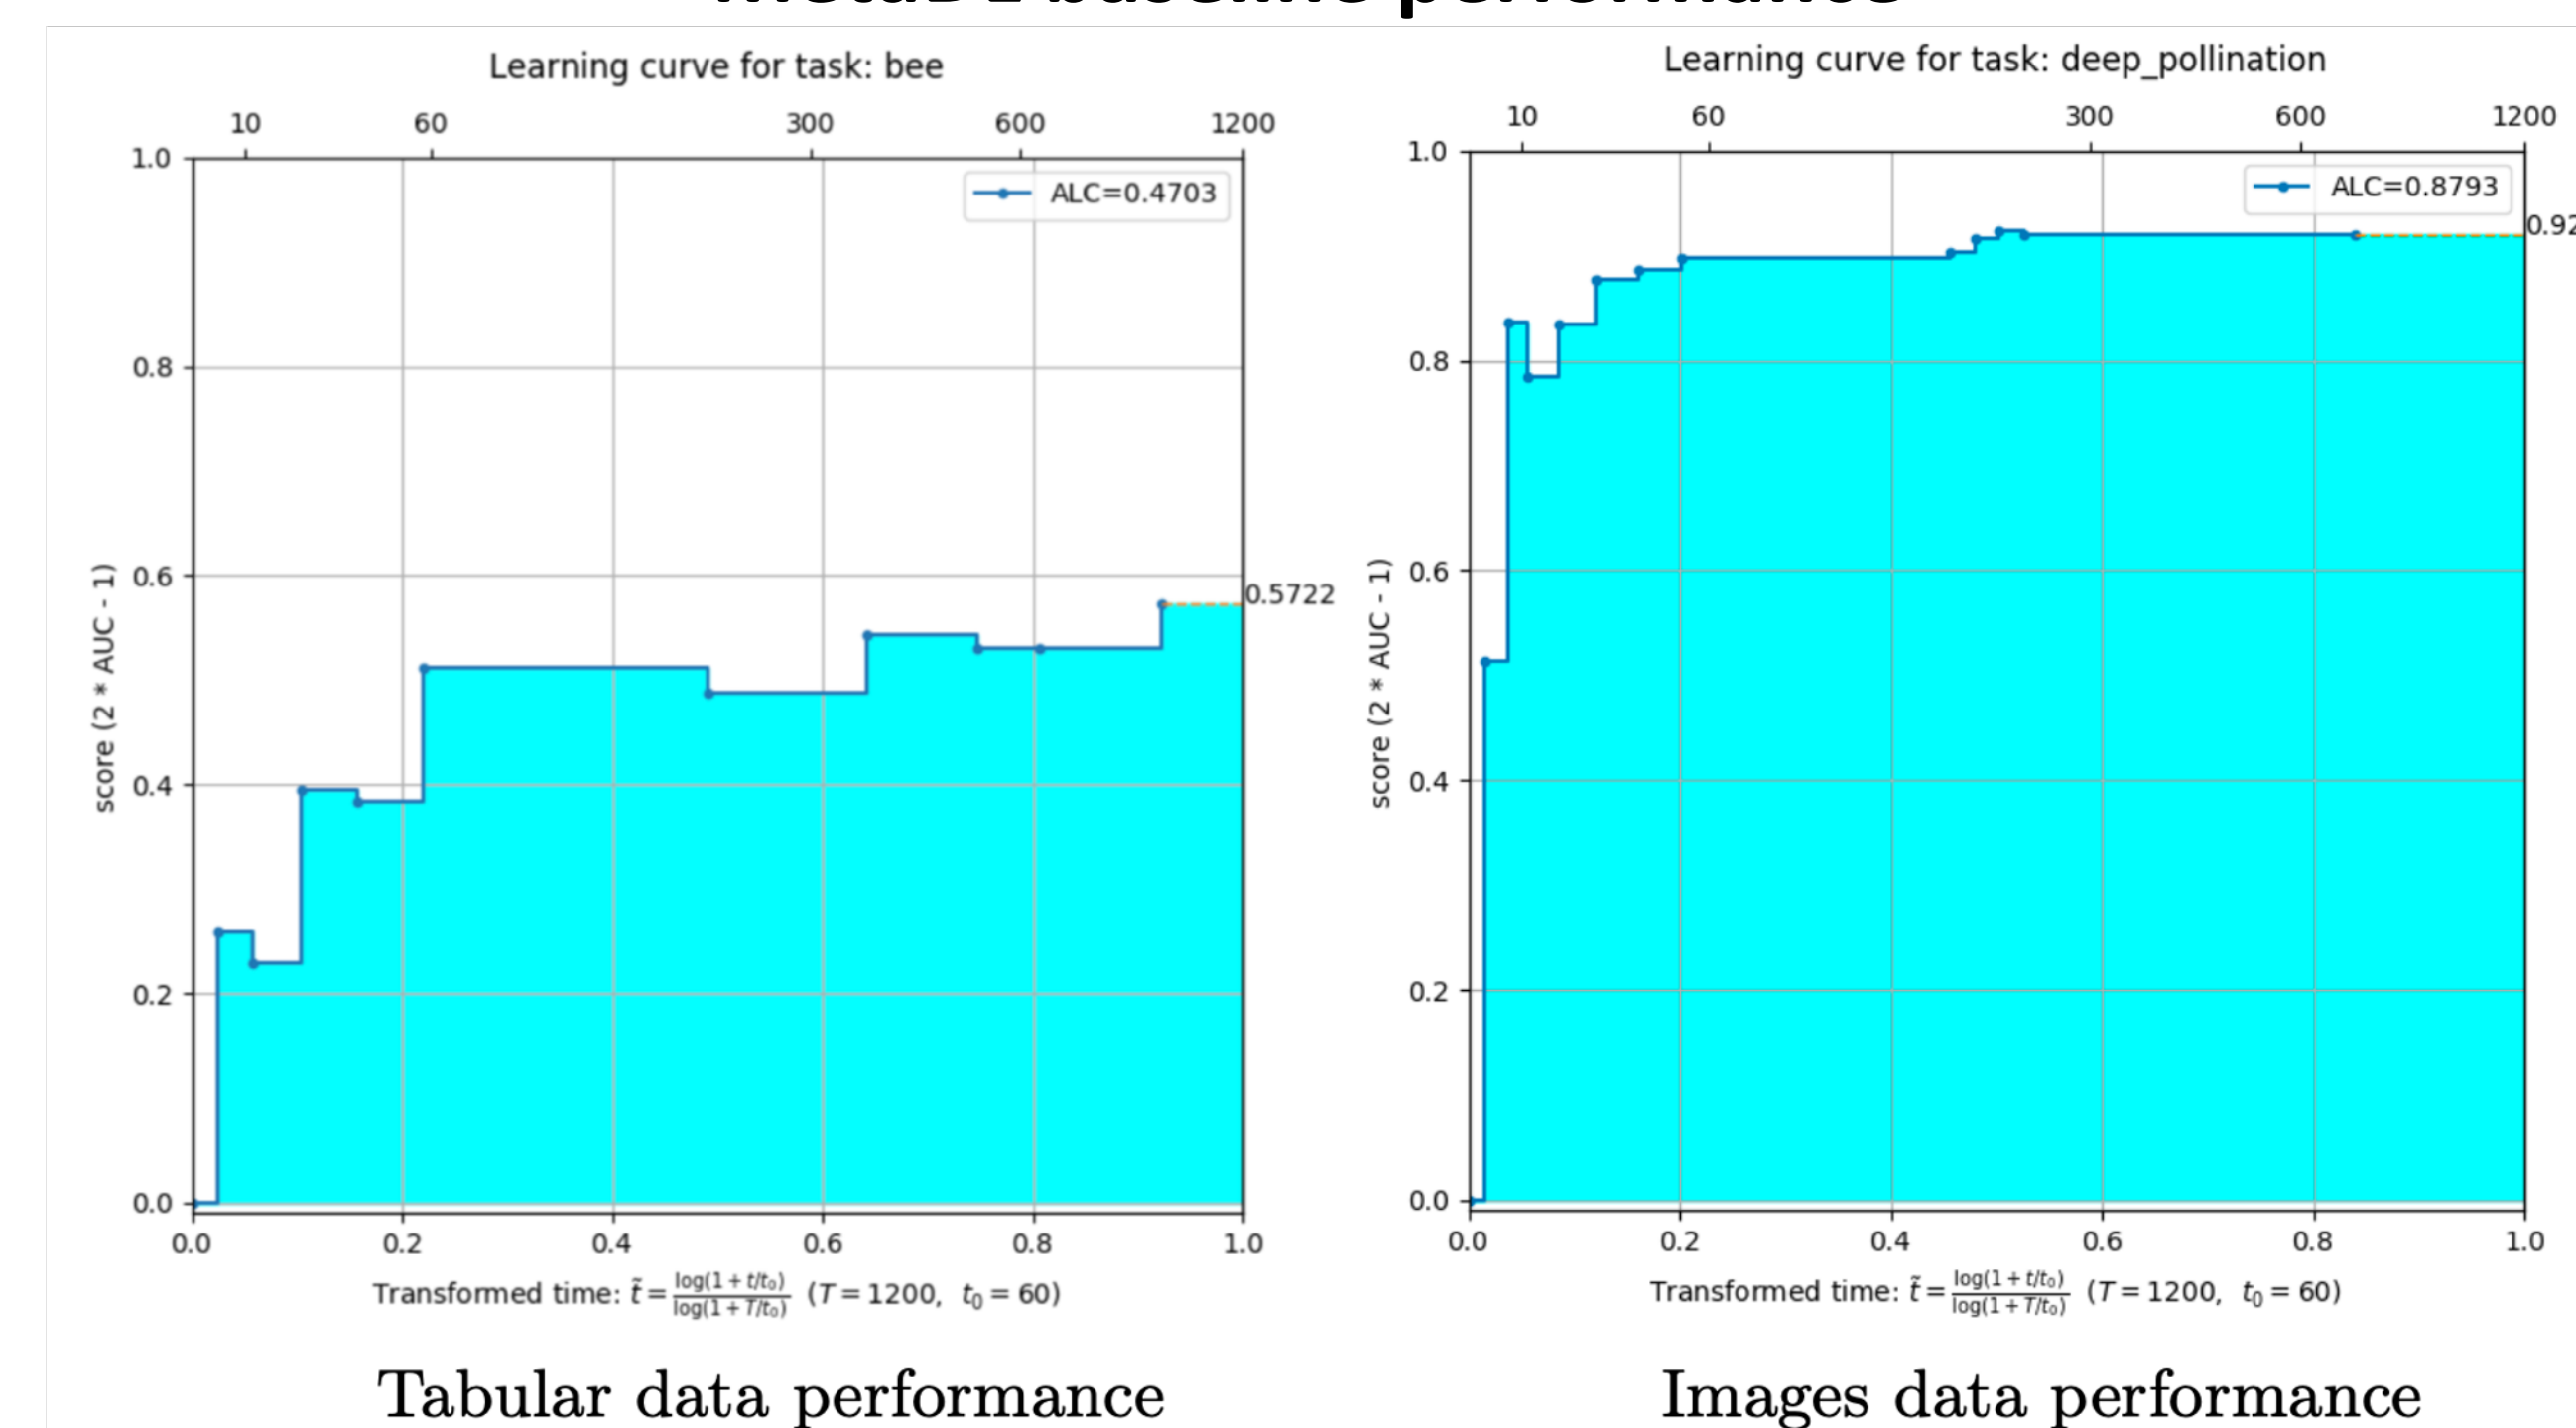 baseline performance
Learning curve for task: bee
10 60 300 600 1200
1.0
ALC=0.4703
0.8
0.6
0.5722
0.4
0.2
0.0
score (2 * AUC - 1)
0.0 0.2 0.4 0.6 0.8 1.0
Transformed time: t̃ = log(1 + t/t₀) / log(1 + T/t₀) (T = 1200, t₀ = 60)
Tabular data performance
Learning curve for task: deep_pollination
10 60 300 600 1200
1.0
ALC=0.8793
0.92
0.8
0.6
0.4
0.2
0.0
score (2 * AUC - 1)
0.0 0.2 0.4 0.6 0.8 1.0
Transformed time: t̃ = log(1 + t/t₀) / log(1 + T/t₀) (T = 1200, t₀ = 60)
Images data performance